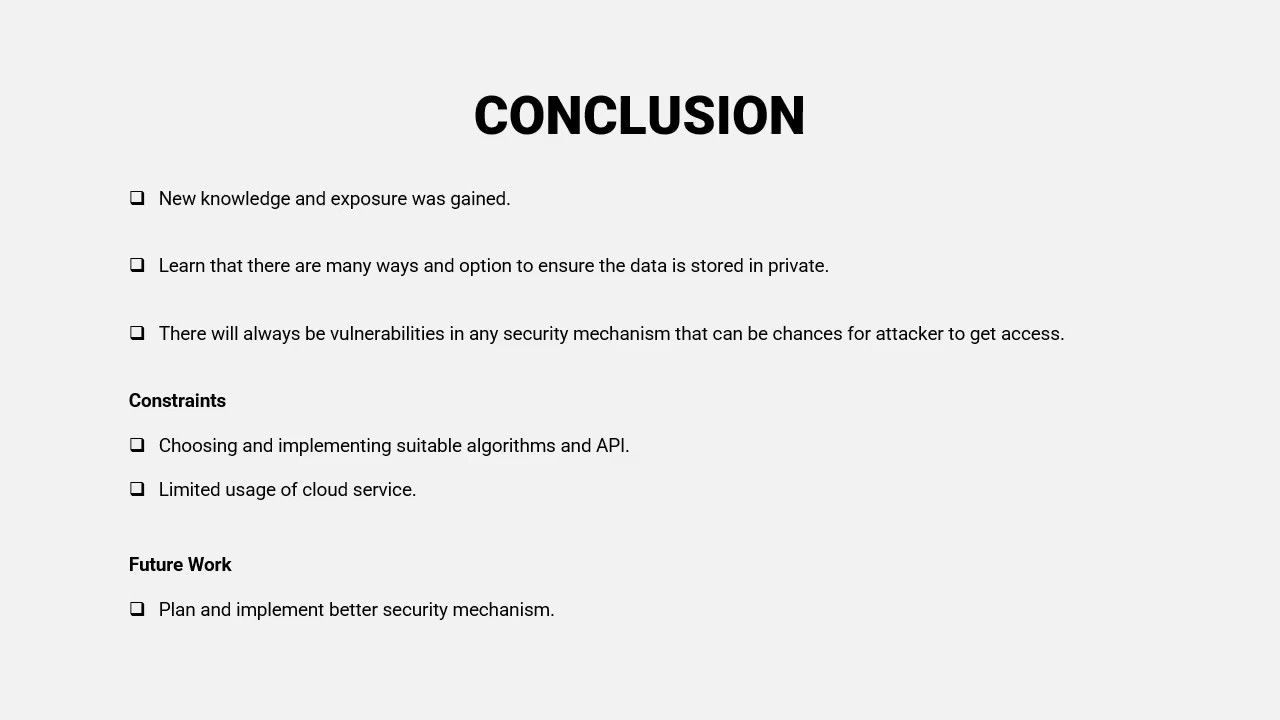 CONCLUSION
❑ New knowledge and exposure was gained.
❑ Learn that there are many ways and option to ensure the data is stored in private.
❑ There will always be vulnerabilities in any security mechanism that can be chances for attacker to get access.
Constraints
❑ Choosing and implementing suitable algorithms and API.
❑ Limited usage of cloud service.
Future Work
❑ Plan and implement better security mechanism.